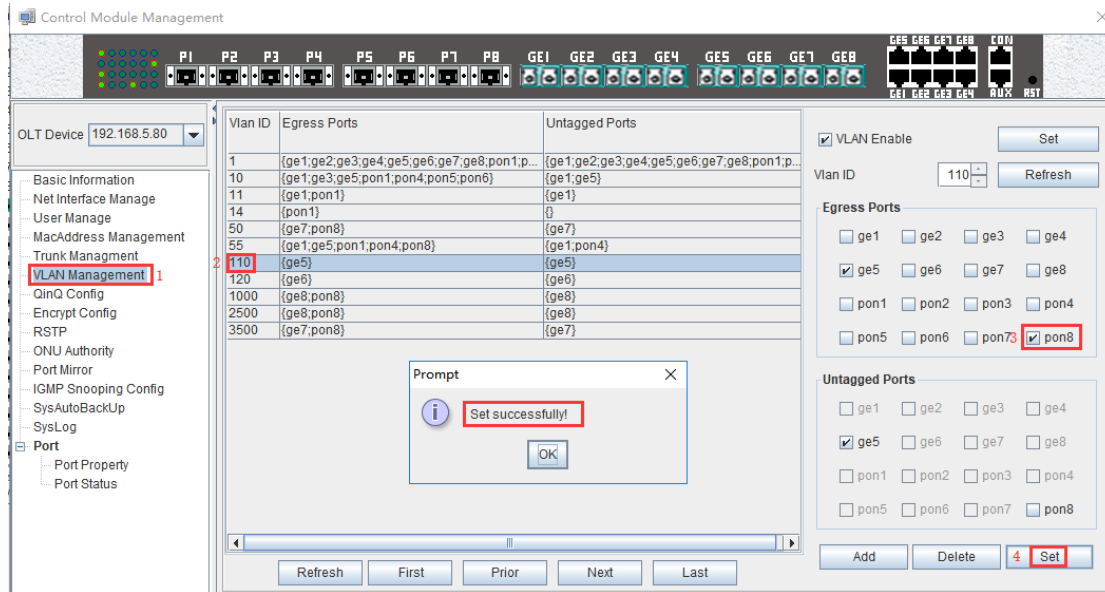 Control Module Management
P1 P2 P3 P4 P5 P6 P7 P8 GE1 GE2 GE3 GE4 GE5 GE6 GE7 GE8
GE5 GE6 GE7 GE8 CON
GE1 GE2 GE3 GE4 AUX RST
OLT Device 192.168.5.80
Basic Information
Net Interface Manage
User Manage
MacAddress Management
Trunk Managment
VLAN Management 1
QinQ Config
Encrypt Config
RSTP
ONU Authority
Port Mirror
IGMP Snooping Config
SysAutoBackUp
SysLog
Port
Port Property
Port Status
Vlan ID Egress Ports Untagged Ports
1 {ge1;ge2;ge3;ge4;ge5;ge6;ge7;ge8;pon1;p... {ge1;ge2;ge3;ge4;ge5;ge6;ge7;ge8;pon1;p...
10 {ge1;ge3;ge5;pon1;pon4;pon5;pon6} {ge1;ge5}
11 {ge1;pon1} {ge1}
14 {pon1} {}
50 {ge7;pon8} {ge7}
55 {ge1;ge5;pon1;pon4;pon8} {ge1;pon4}
2 110 {ge5} {ge5}
120 {ge6} {ge6}
1000 {ge8;pon8} {ge8}
2500 {ge8;pon8} {ge8}
3500 {ge7;pon8} {ge7}
Prompt
Set successfully!
OK
Refresh First Prior Next Last
VLAN Enable Set
Vlan ID 110 Refresh
Egress Ports
ge1 ge2 ge3 ge4
ge5 ge6 ge7 ge8
pon1 pon2 pon3 pon4
pon5 pon6 pon7 3 pon8
Untagged Ports
ge1 ge2 ge3 ge4
ge5 ge6 ge7 ge8
pon1 pon2 pon3 pon4
pon5 pon6 pon7 pon8
Add Delete 4 Set